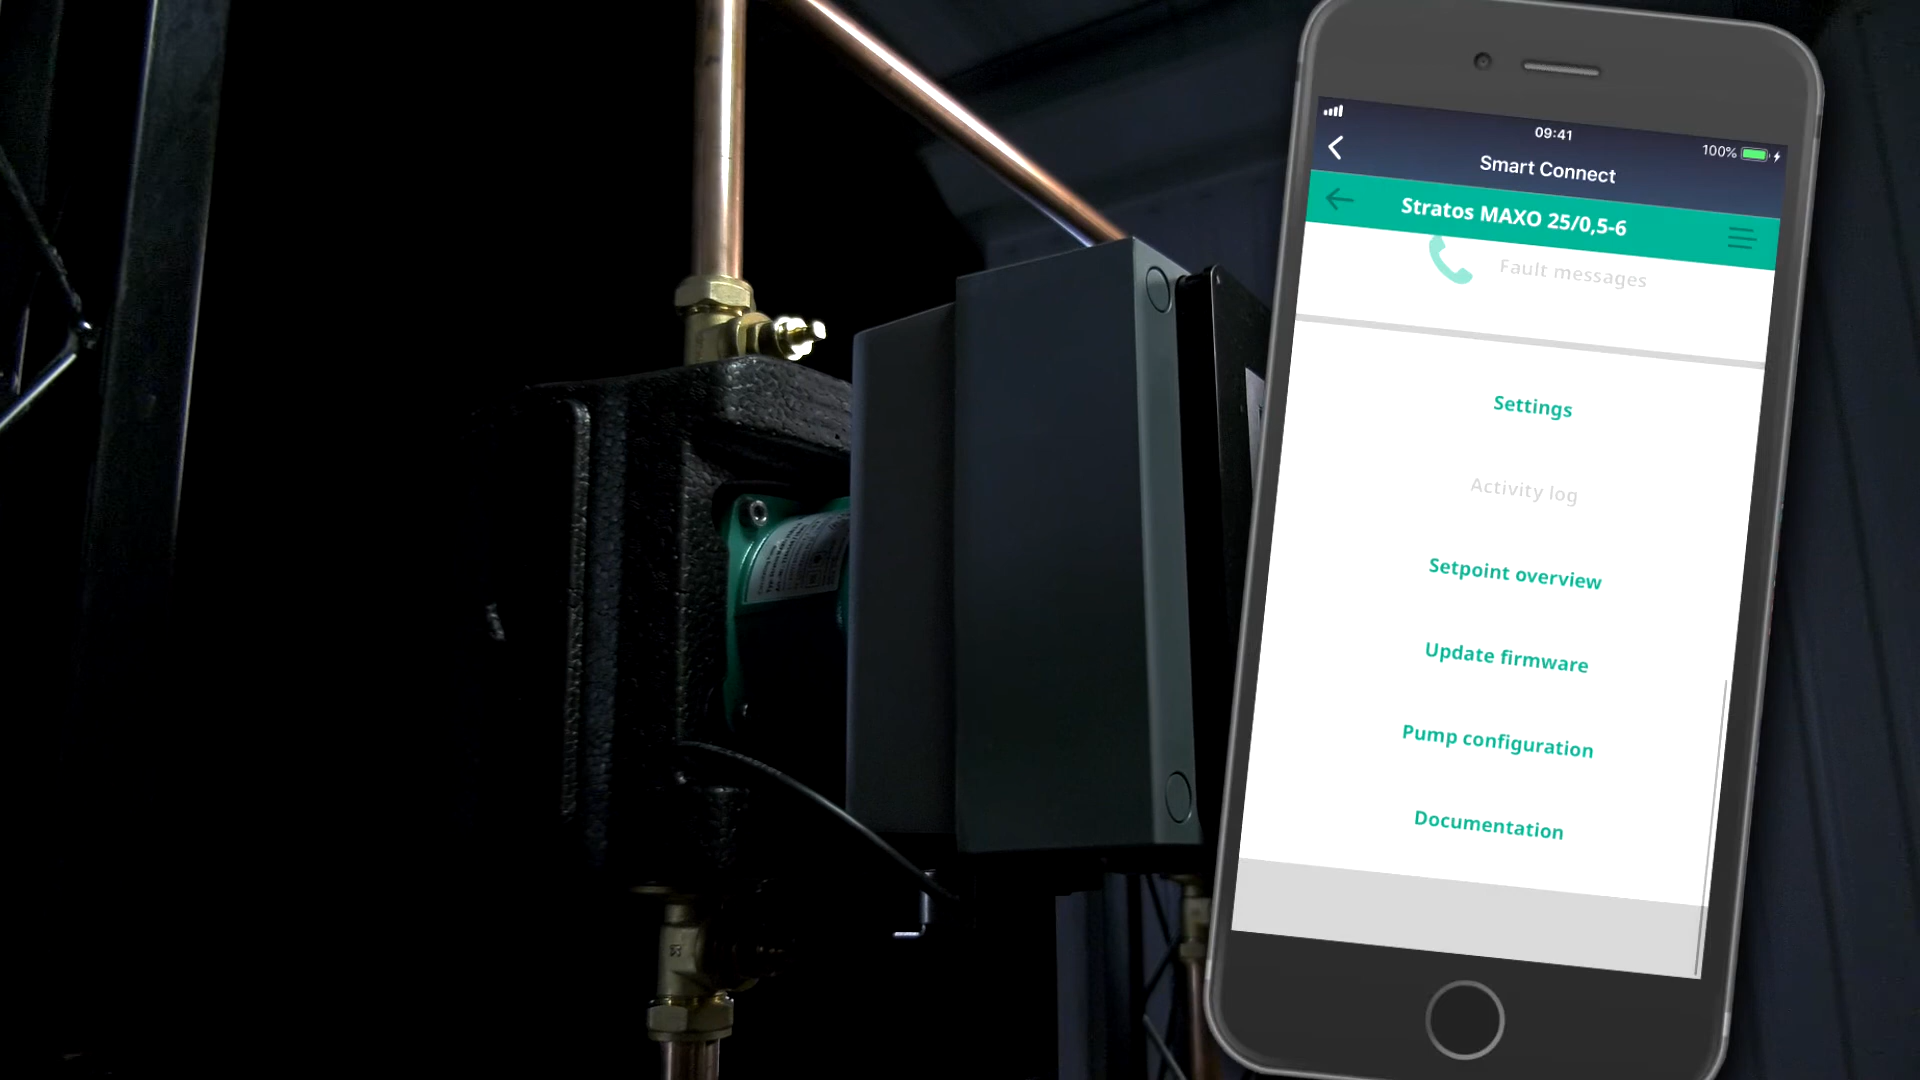 09:41
100%
Smart Connect
Stratos MAXO 25/0,5-6
Fault messages
Settings
Activity log
Setpoint overview
Update firmware
Pump configuration
Documentation